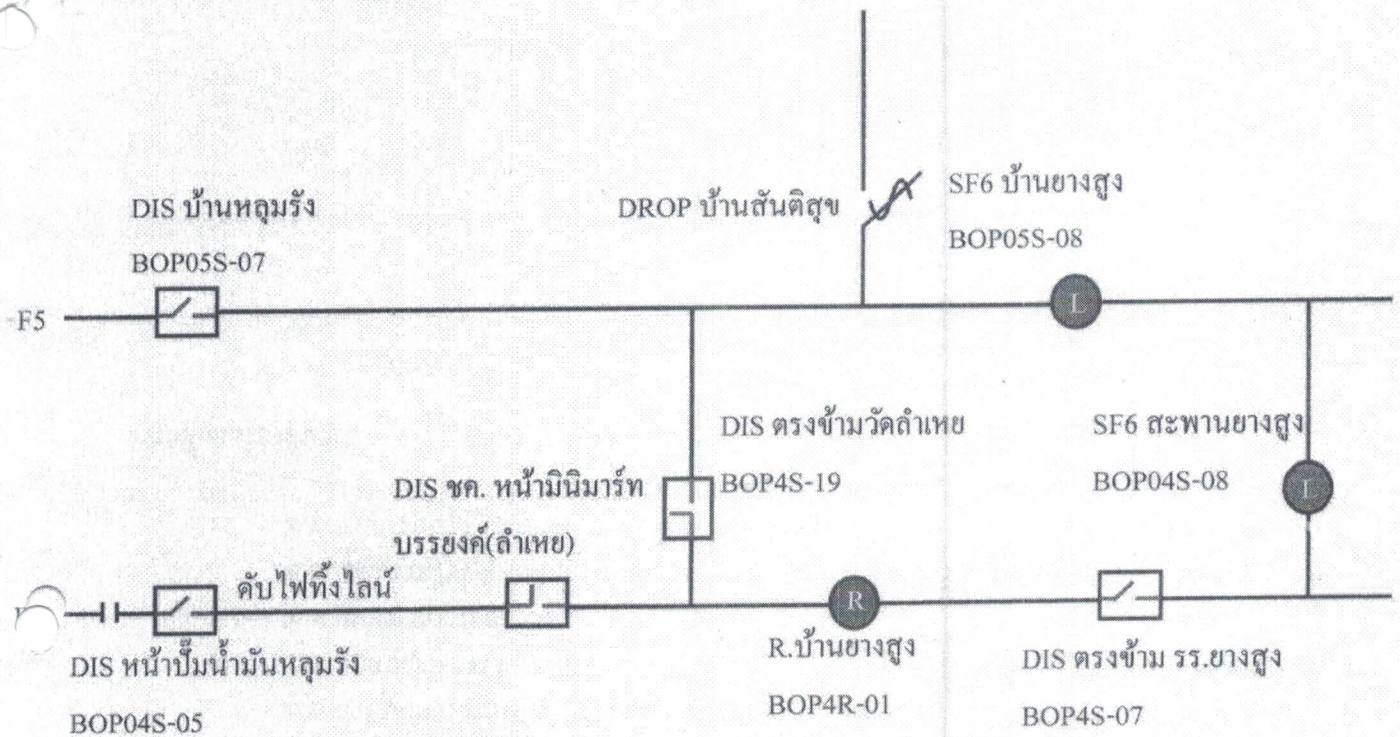 DIS บ้านหลุมรัง
BOP05S-07
DROP บ้านสันติสุข
SF6 บ้านยางสูง
BOP05S-08
-F5
L
DIS ตรงข้ามวัดลำเหย
BOP4S-19
SF6 สะพานยางสูง
BOP04S-08
L
DIS ชค. หน้ามินิมาร์ท
บรรยงค์(ลำเหย)
ดับไฟทิ้งไลน์
R
DIS หน้าปั๊มน้ำมันหลุมรัง
BOP04S-05
R.บ้านยางสูง
BOP4R-01
DIS ตรงข้าม รร.ยางสูง
BOP4S-07